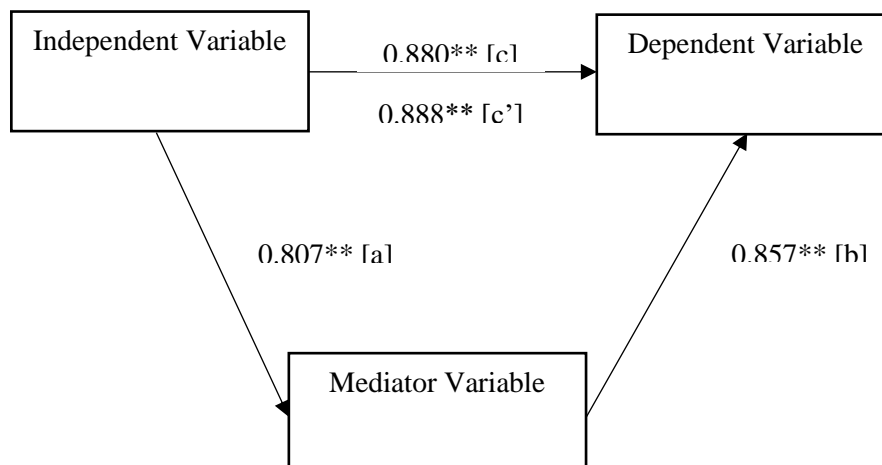 Independent Variable
0.880** [c]
Dependent Variable
0.888** [c’]
0.807** [a]
0.857** [b]
Mediator Variable